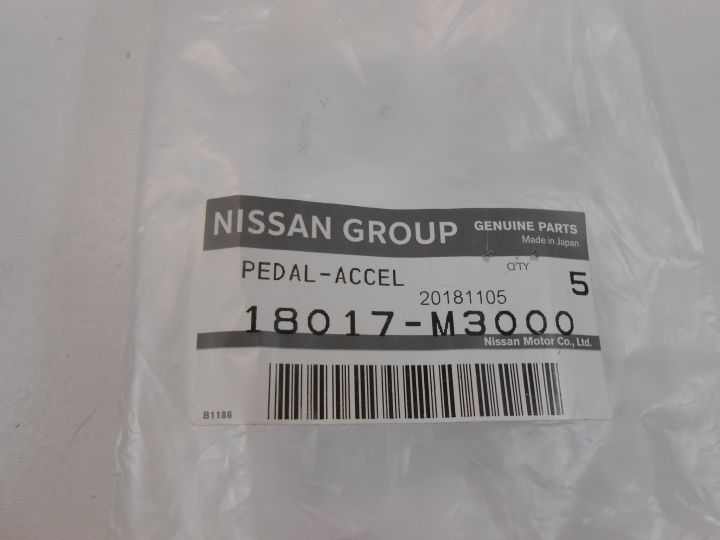 NISSAN GROUP GENUINE PARTS
Made in Japan
PEDAL-ACCEL Q'TY 5
20181105
18017-M3000
Nissan Motor Co., Ltd.
B1186